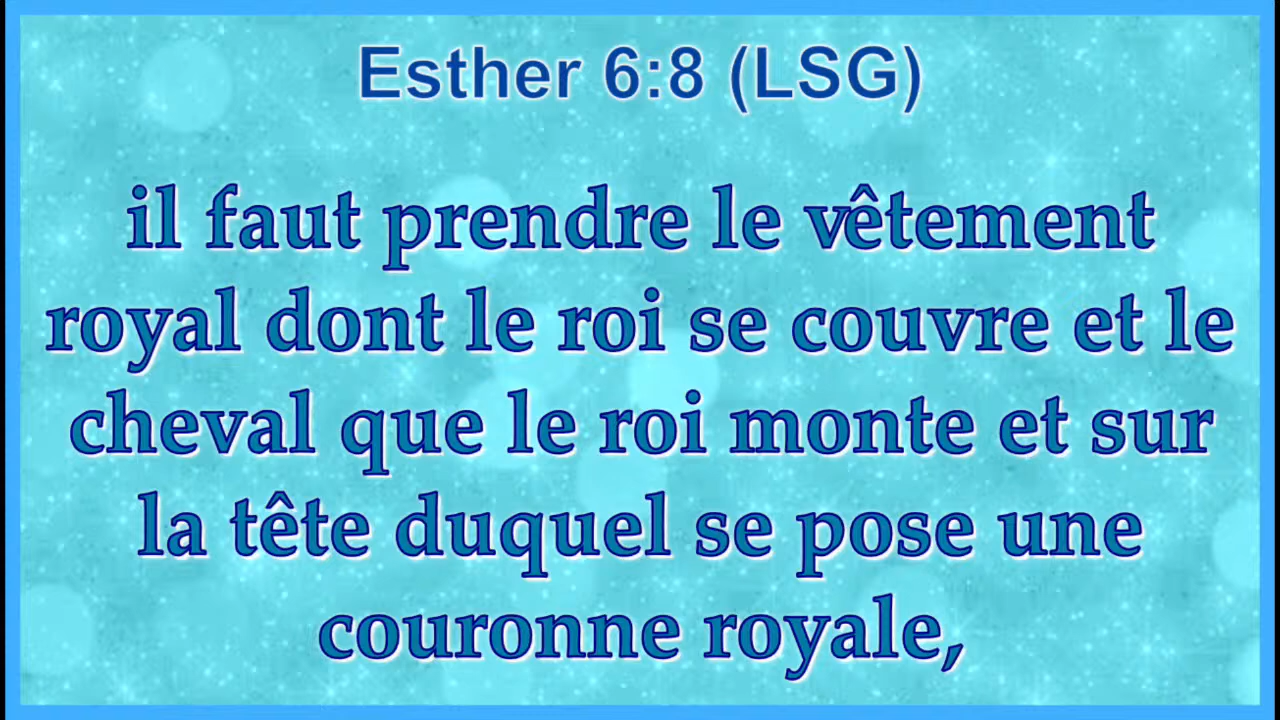 Esther 6:8 (LSG)
il faut prendre le vêtement
royal dont le roi se couvre et le
cheval que le roi monte et sur
la tête duquel se pose une
couronne royale,